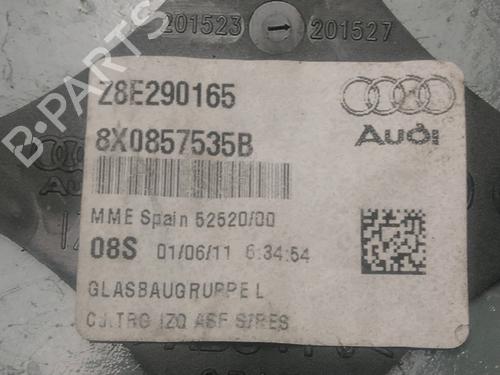 201523 201527
Z8E290165
8X0857535B
Audi
MME Spain 52520/00
08S 01/06/11 6:34:54
GLASBAUGRUPPE L
CJ.TRG IZQ ASF S/RES
B-PARTS